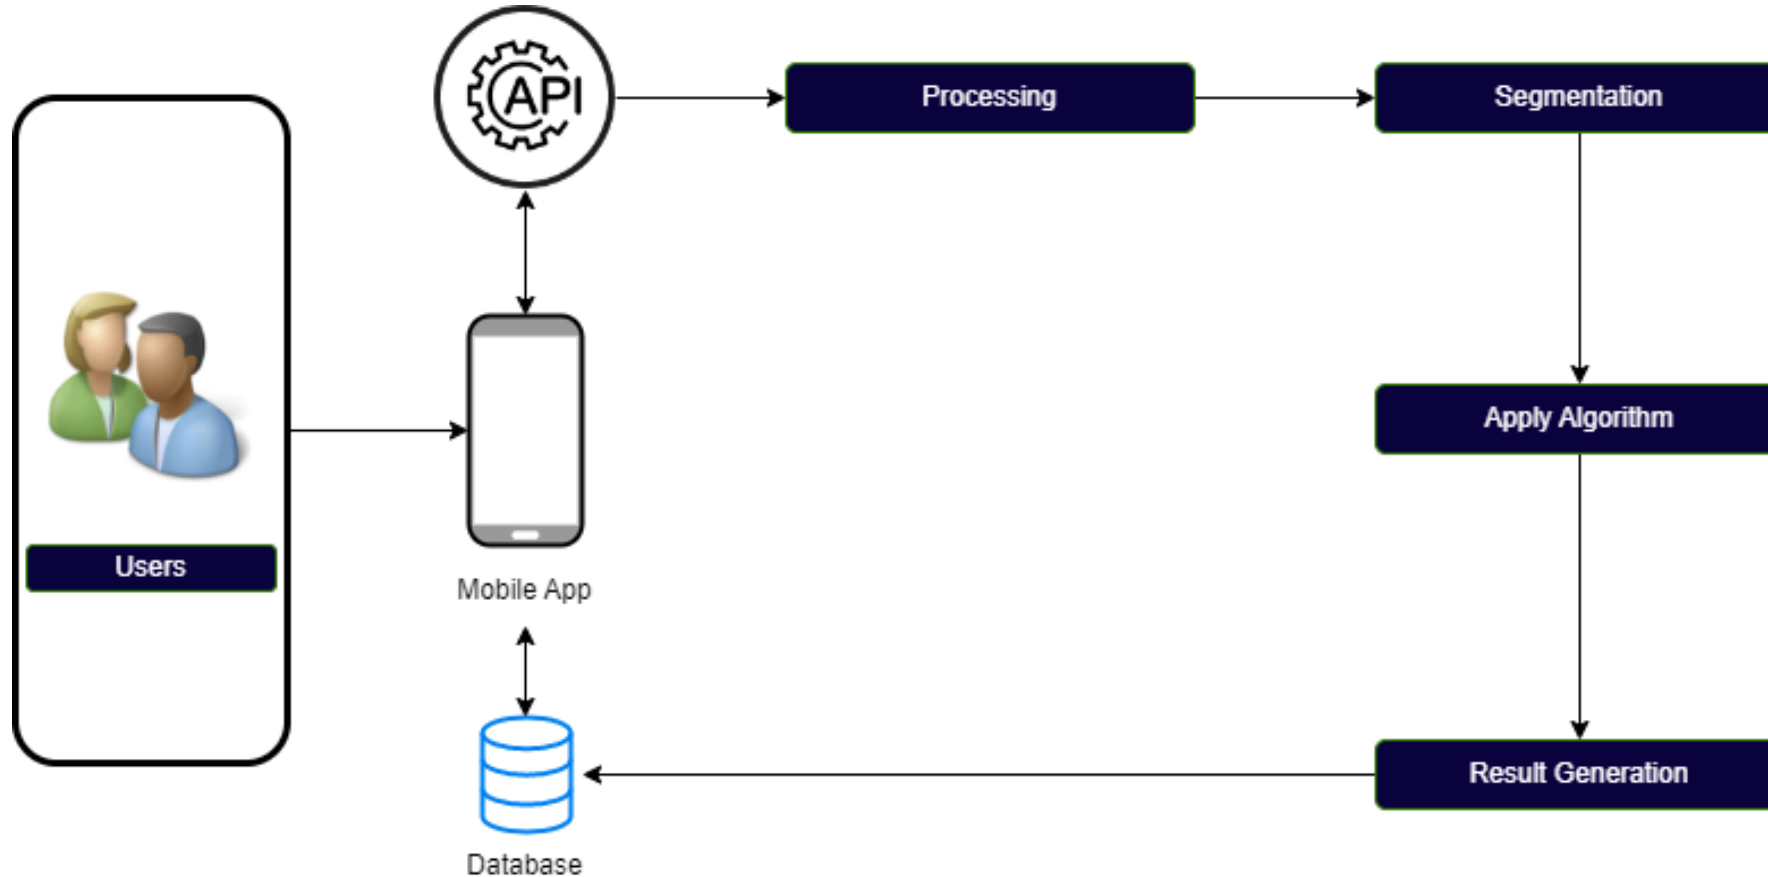 API
Processing
Segmentation
Apply Algorithm
Users
Mobile App
Result Generation
Database